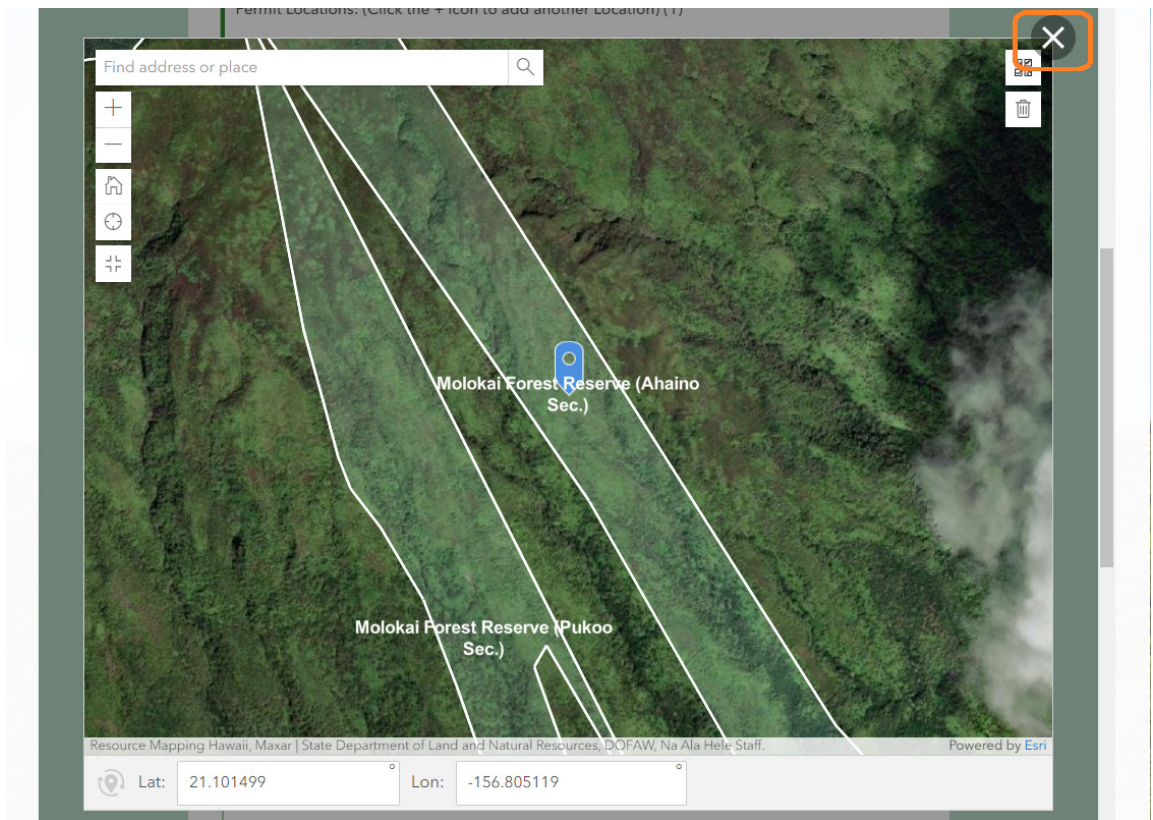 Permit Locations: (Click the + icon to add another Location) (1)
Find address or place
Molokai Forest Reserve (Ahaino
Sec.)
Molokai Forest Reserve (Pukoo
Sec.)
Resource Mapping Hawaii, Maxar | State Department of Land and Natural Resources, DOFAW, Na Ala Hele Staff. Powered by Esri
Lat: 21.101499 ° Lon: -156.805119 °